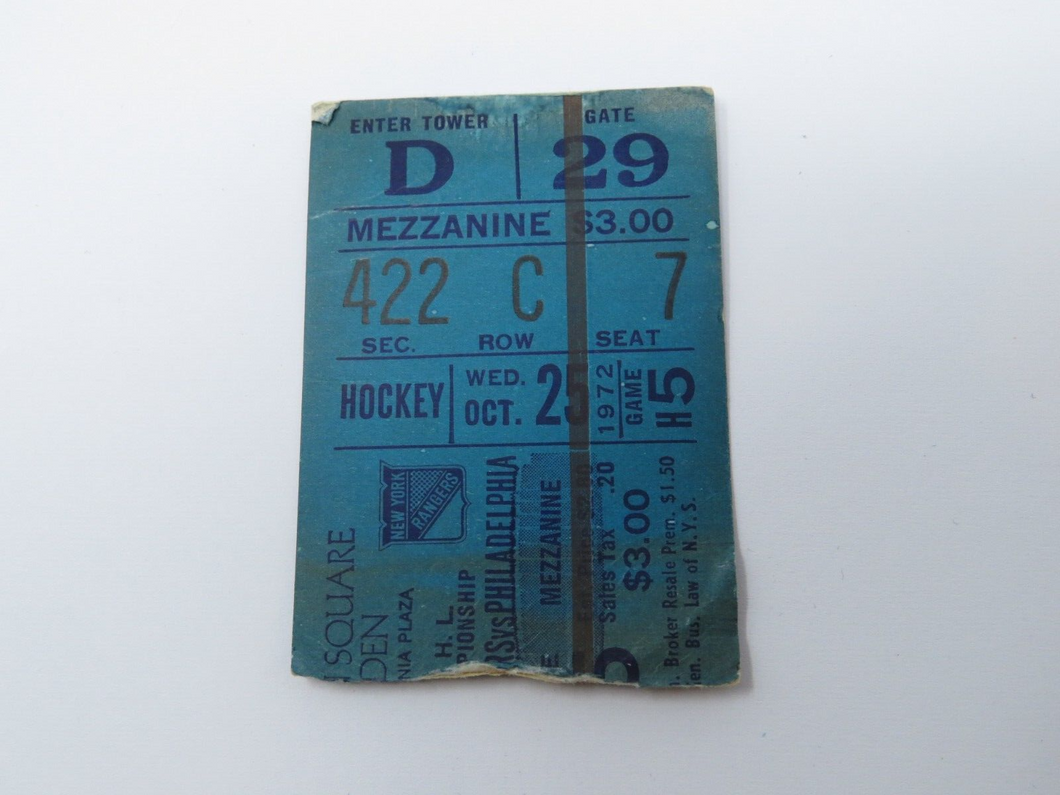 ENTER TOWER GATE
D 29
MEZZANINE $3.00
422 C 7
SEC. ROW SEAT
HOCKEY WED. OCT. 25 1972 GAME H5
SQUARE
DEN
NIA PLAZA
NEW YORK
RANGERS
H. L.
PIONSHIP
RSvsPHILADELPHIA
MEZZANINE
Sales Tax .20
$3.00
Broker Resale Prem. $1.50
en. Bus. Law of N.Y.S.